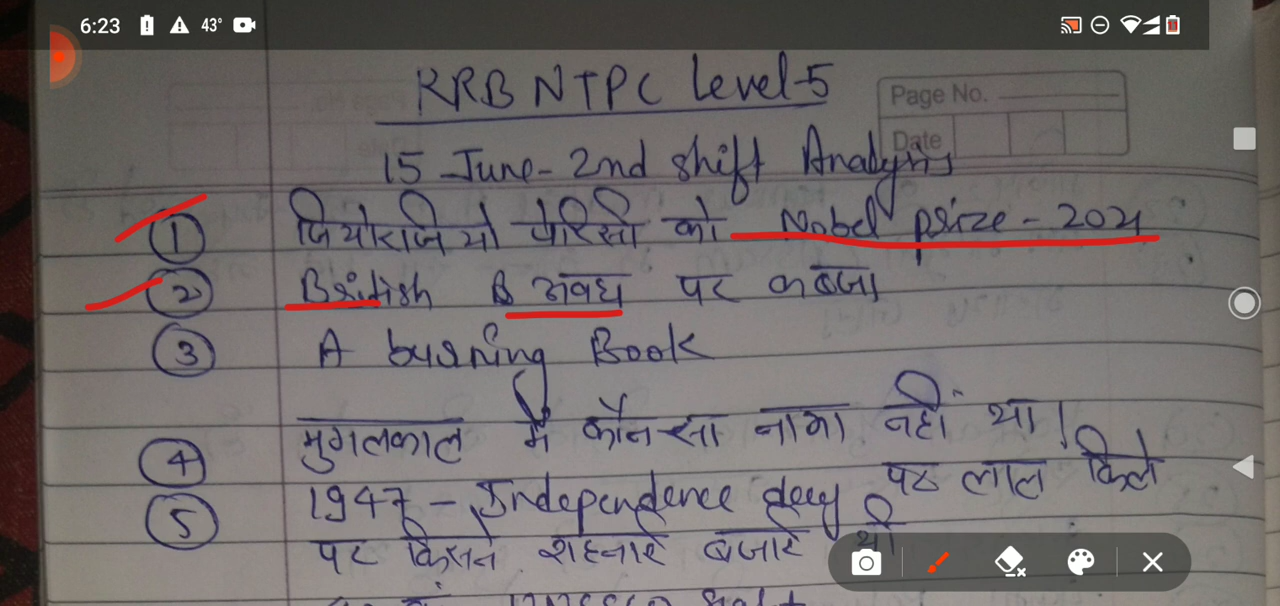 6:23 43°
RRB NTPC Level-5
Page No.
Date
15 June - 2nd shift Analysis
① जियोर्जियो पेरिसी को Nobel prize - 2021
② British अवध पर कब्जा
③ A burning Book
④ मुगलकाल में कौन सा नामा नहीं था।
⑤ 1947 - Independence day पर लाल किले
पर किसने शहनाई बजाई थी